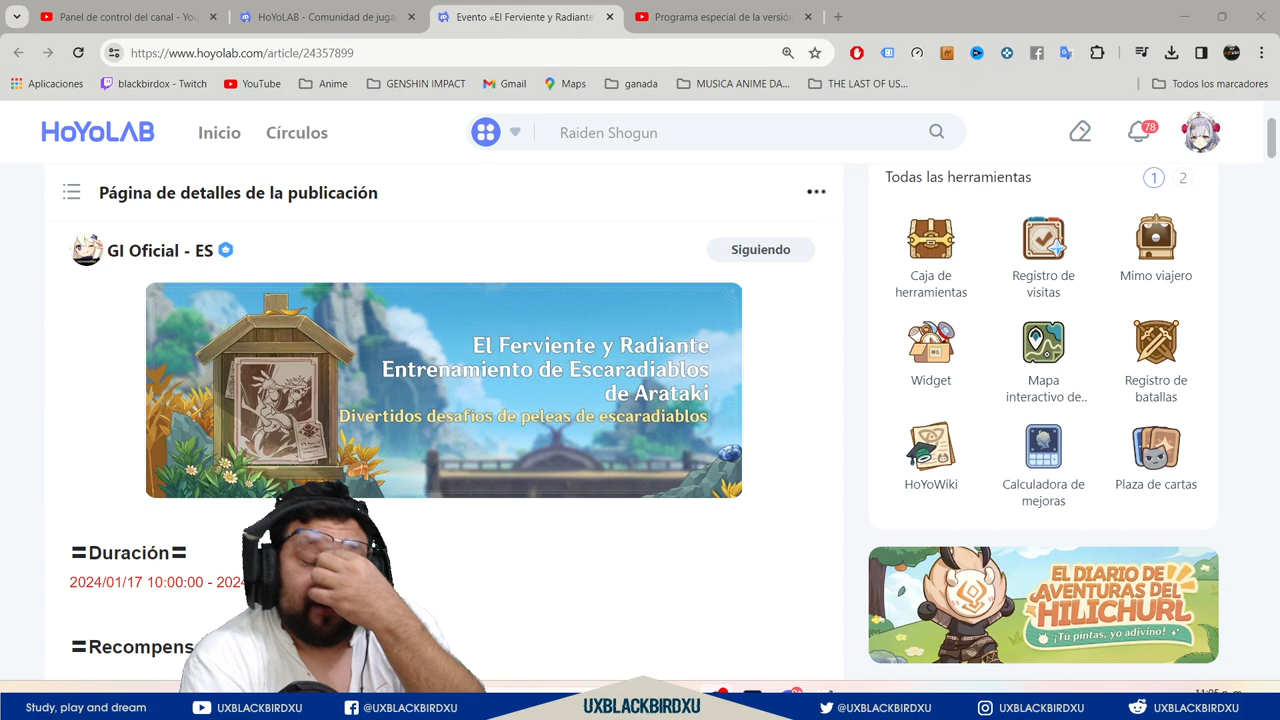 Panel de control del canal - You
HoYoLAB - Comunidad de juga
Evento «El Ferviente y Radiante
Programa especial de la versión
https://www.hoyolab.com/article/24357899
Aplicaciones
blackbirdox - Twitch
YouTube
Anime
GENSHIN IMPACT
Gmail
Maps
ganada
MUSICA ANIME DA...
THE LAST OF US...
Todos los marcadores
HoYoLAB
Inicio
Círculos
Raiden Shogun
78
Página de detalles de la publicación
GI Oficial - ES
Siguiendo
El Ferviente y Radiante
Entrenamiento de Escaradiablos
de Arataki
Divertidos desafíos de peleas de escaradiablos
〓Duración〓
2024/01/17 10:00:00 - 2024
〓Recompens
Todas las herramientas
1
2
Caja de
herramientas
Registro de
visitas
Mimo viajero
Widget
Mapa
interactivo de..
Registro de
batallas
HoYoWiki
Calculadora de
mejoras
Plaza de cartas
EL DIARIO DE
AVENTURAS DEL
HILICHURL
¡Tú pintas, yo adivino!
Study, play and dream
UXBLACKBIRDXU
@UXBLACKBIRDXU
UXBLACKBIRDXU
@UXBLACKBIRDXU
UXBLACKBIRDXU
UXBLACKBIRDXU